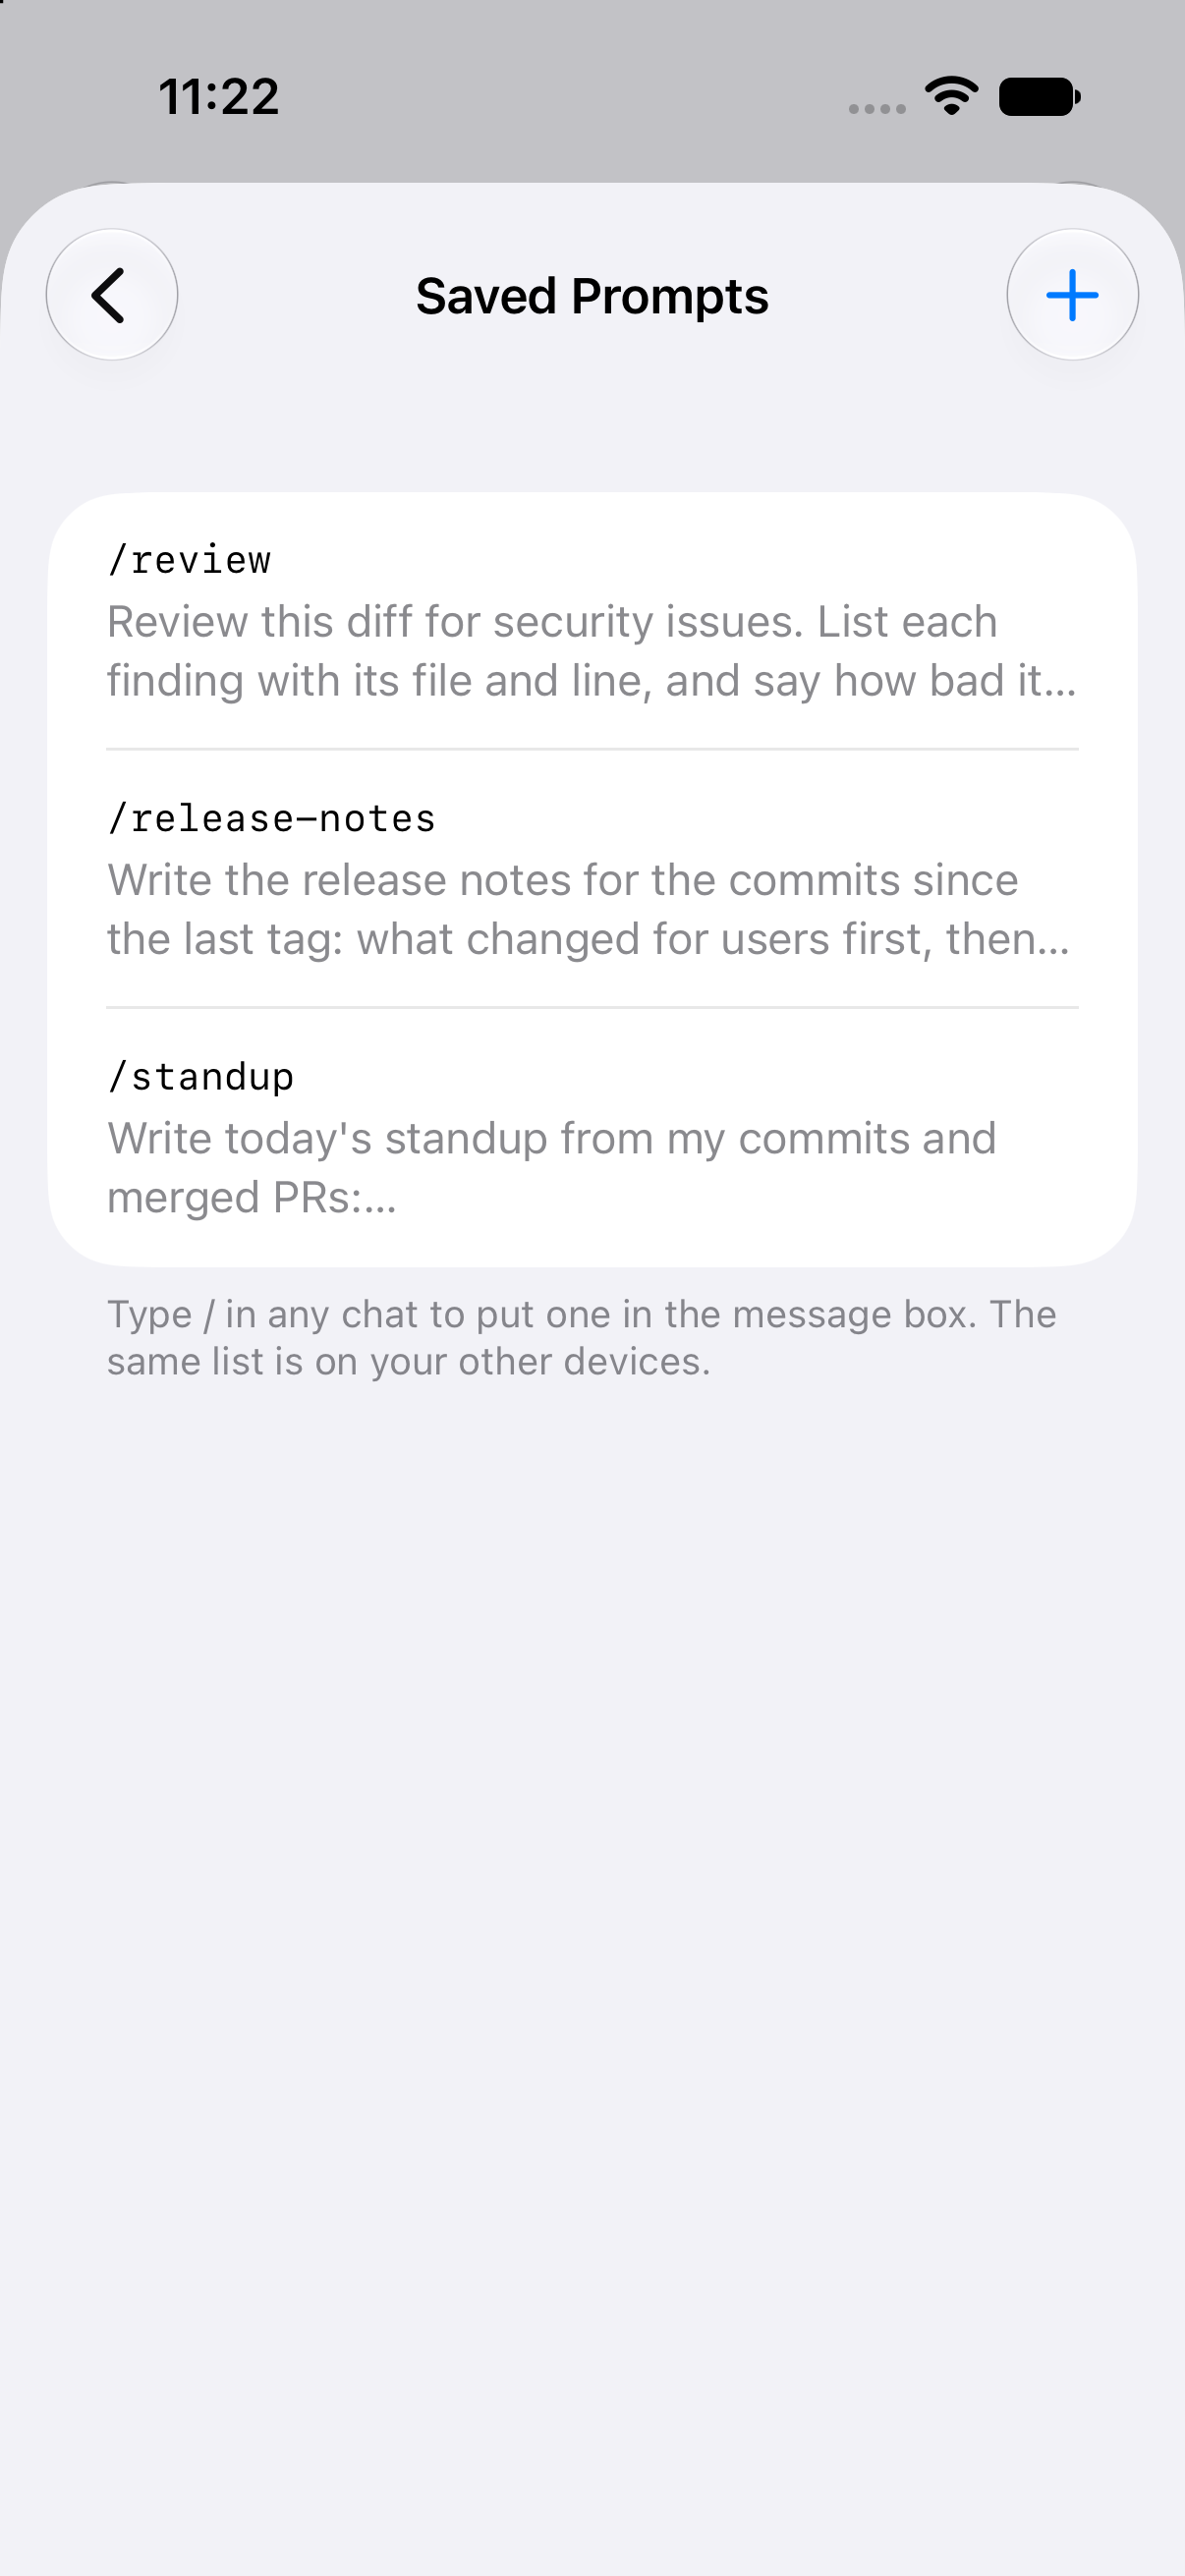 11:22
Saved Prompts
/review
Review this diff for security issues. List each
finding with its file and line, and say how bad it...
/release-notes
Write the release notes for the commits since
the last tag: what changed for users first, then...
/standup
Write today's standup from my commits and
merged PRs:...
Type / in any chat to put one in the message box. The
same list is on your other devices.